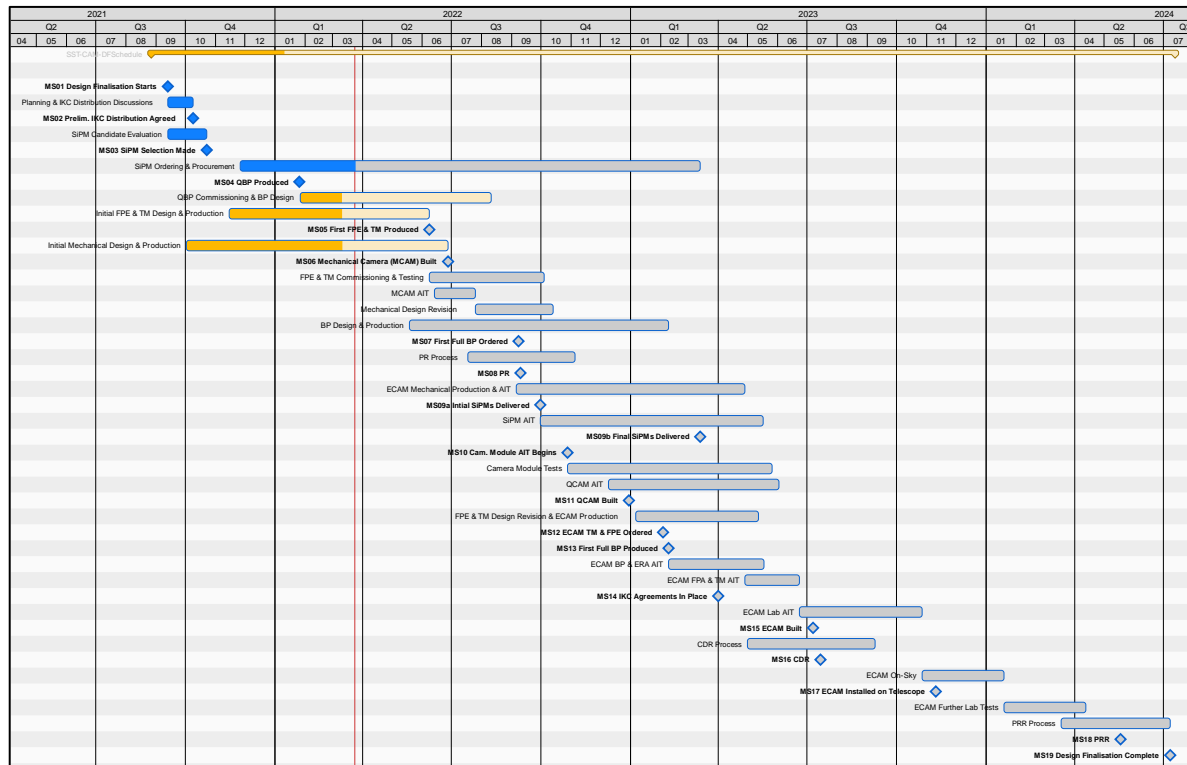 2021 2022 2023 2024
Q2 Q3 Q4 Q1 Q2 Q3 Q4 Q1 Q2 Q3 Q4 Q1 Q2 Q
04 05 06 07 08 09 10 11 12 01 02 03 04 05 06 07 08 09 10 11 12 01 02 03 04 05 06 07 08 09 10 11 12 01 02 03 04 05 06 07
MS01 Design Finalisation Starts
Planning & IKC Distribution Discussions
MS02 Prelim. IKC Distribution Agreed
SiPM Candidate Evaluation
MS03 SiPM Selection Made
SiPM Ordering & Procurement
MS04 QBP Produced
QBP Commissioning & BP Design
Initial FPE & TM Design & Production
MS05 First FPE & TM Produced
Initial Mechanical Design & Production
MS06 Mechanical Camera (MCAM) Built
FPE & TM Commissioning & Testing
MCAM AIT
Mechanical Design Revision
BP Design & Production
MS07 First Full BP Ordered
PR Process
MS08 PR
ECAM Mechanical Production & AIT
MS09a Intial SiPMs Delivered
SiPM AIT
MS09b Final SiPMs Delivered
MS10 Cam. Module AIT Begins
Camera Module Tests
QCAM AIT
MS11 QCAM Built
FPE & TM Design Revision & ECAM Production
MS12 ECAM TM & FPE Ordered
MS13 First Full BP Produced
ECAM BP & ERA AIT
ECAM FPA & TM AIT
MS14 IKC Agreements In Place
ECAM Lab AIT
MS15 ECAM Built
CDR Process
MS16 CDR
ECAM On-Sky
MS17 ECAM Installed on Telescope
ECAM Further Lab Tests
PRR Process
MS18 PRR
MS19 Design Finalisation Complete